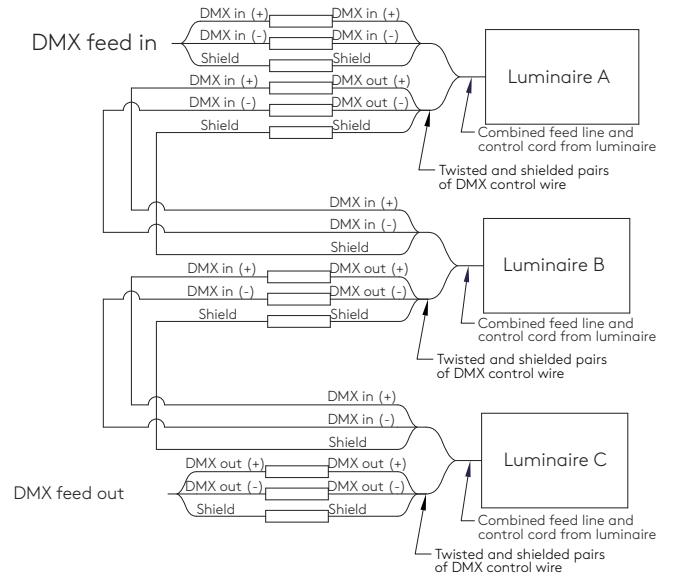 DMX in (+) DMX in (+)
DMX feed in
DMX in (-) DMX in (-)
Shield Shield
Luminaire A
DMX in (+) DMX out (+)
DMX in (-) DMX out (-)
Shield Shield
Combined feed line and
control cord from luminaire
Twisted and shielded pairs
of DMX control wire
DMX in (+)
DMX in (-)
Shield
Luminaire B
DMX in (+) DMX out (+)
DMX in (-) DMX out (-)
Shield Shield
Combined feed line and
control cord from luminaire
Twisted and shielded pairs
of DMX control wire
DMX in (+)
DMX in (-)
Shield
Luminaire C
DMX out (+) DMX out (+)
DMX feed out
DMX out (-) DMX out (-)
Shield Shield
Combined feed line and
control cord from luminaire
Twisted and shielded pairs
of DMX control wire